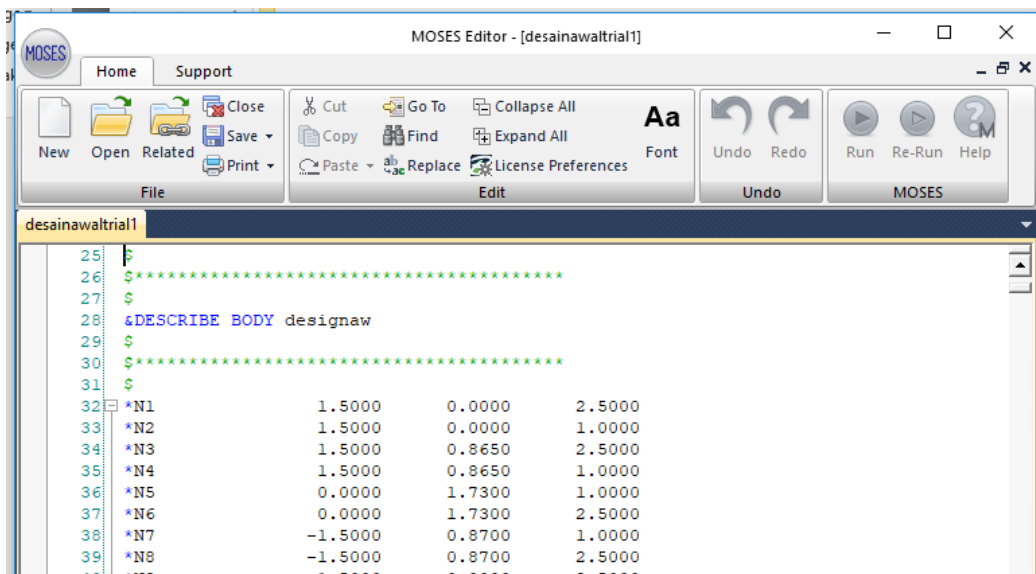 MOSES Editor - [desainawaltrial1]
MOSES
Home Support
New Open Related Close Save Print
Cut Copy Paste Go To Find Replace Collapse All Expand All License Preferences
Aa Font
Undo Redo
Run Re-Run Help
File Edit Undo MOSES
desainawaltrial1
25 $
26 $****************************************
27 $
28 &DESCRIBE BODY designaw
29 $
30 $****************************************
31 $
32 *N1 1.5000 0.0000 2.5000
33 *N2 1.5000 0.0000 1.0000
34 *N3 1.5000 0.8650 2.5000
35 *N4 1.5000 0.8650 1.0000
36 *N5 0.0000 1.7300 1.0000
37 *N6 0.0000 1.7300 2.5000
38 *N7 -1.5000 0.8700 1.0000
39 *N8 -1.5000 0.8700 2.5000